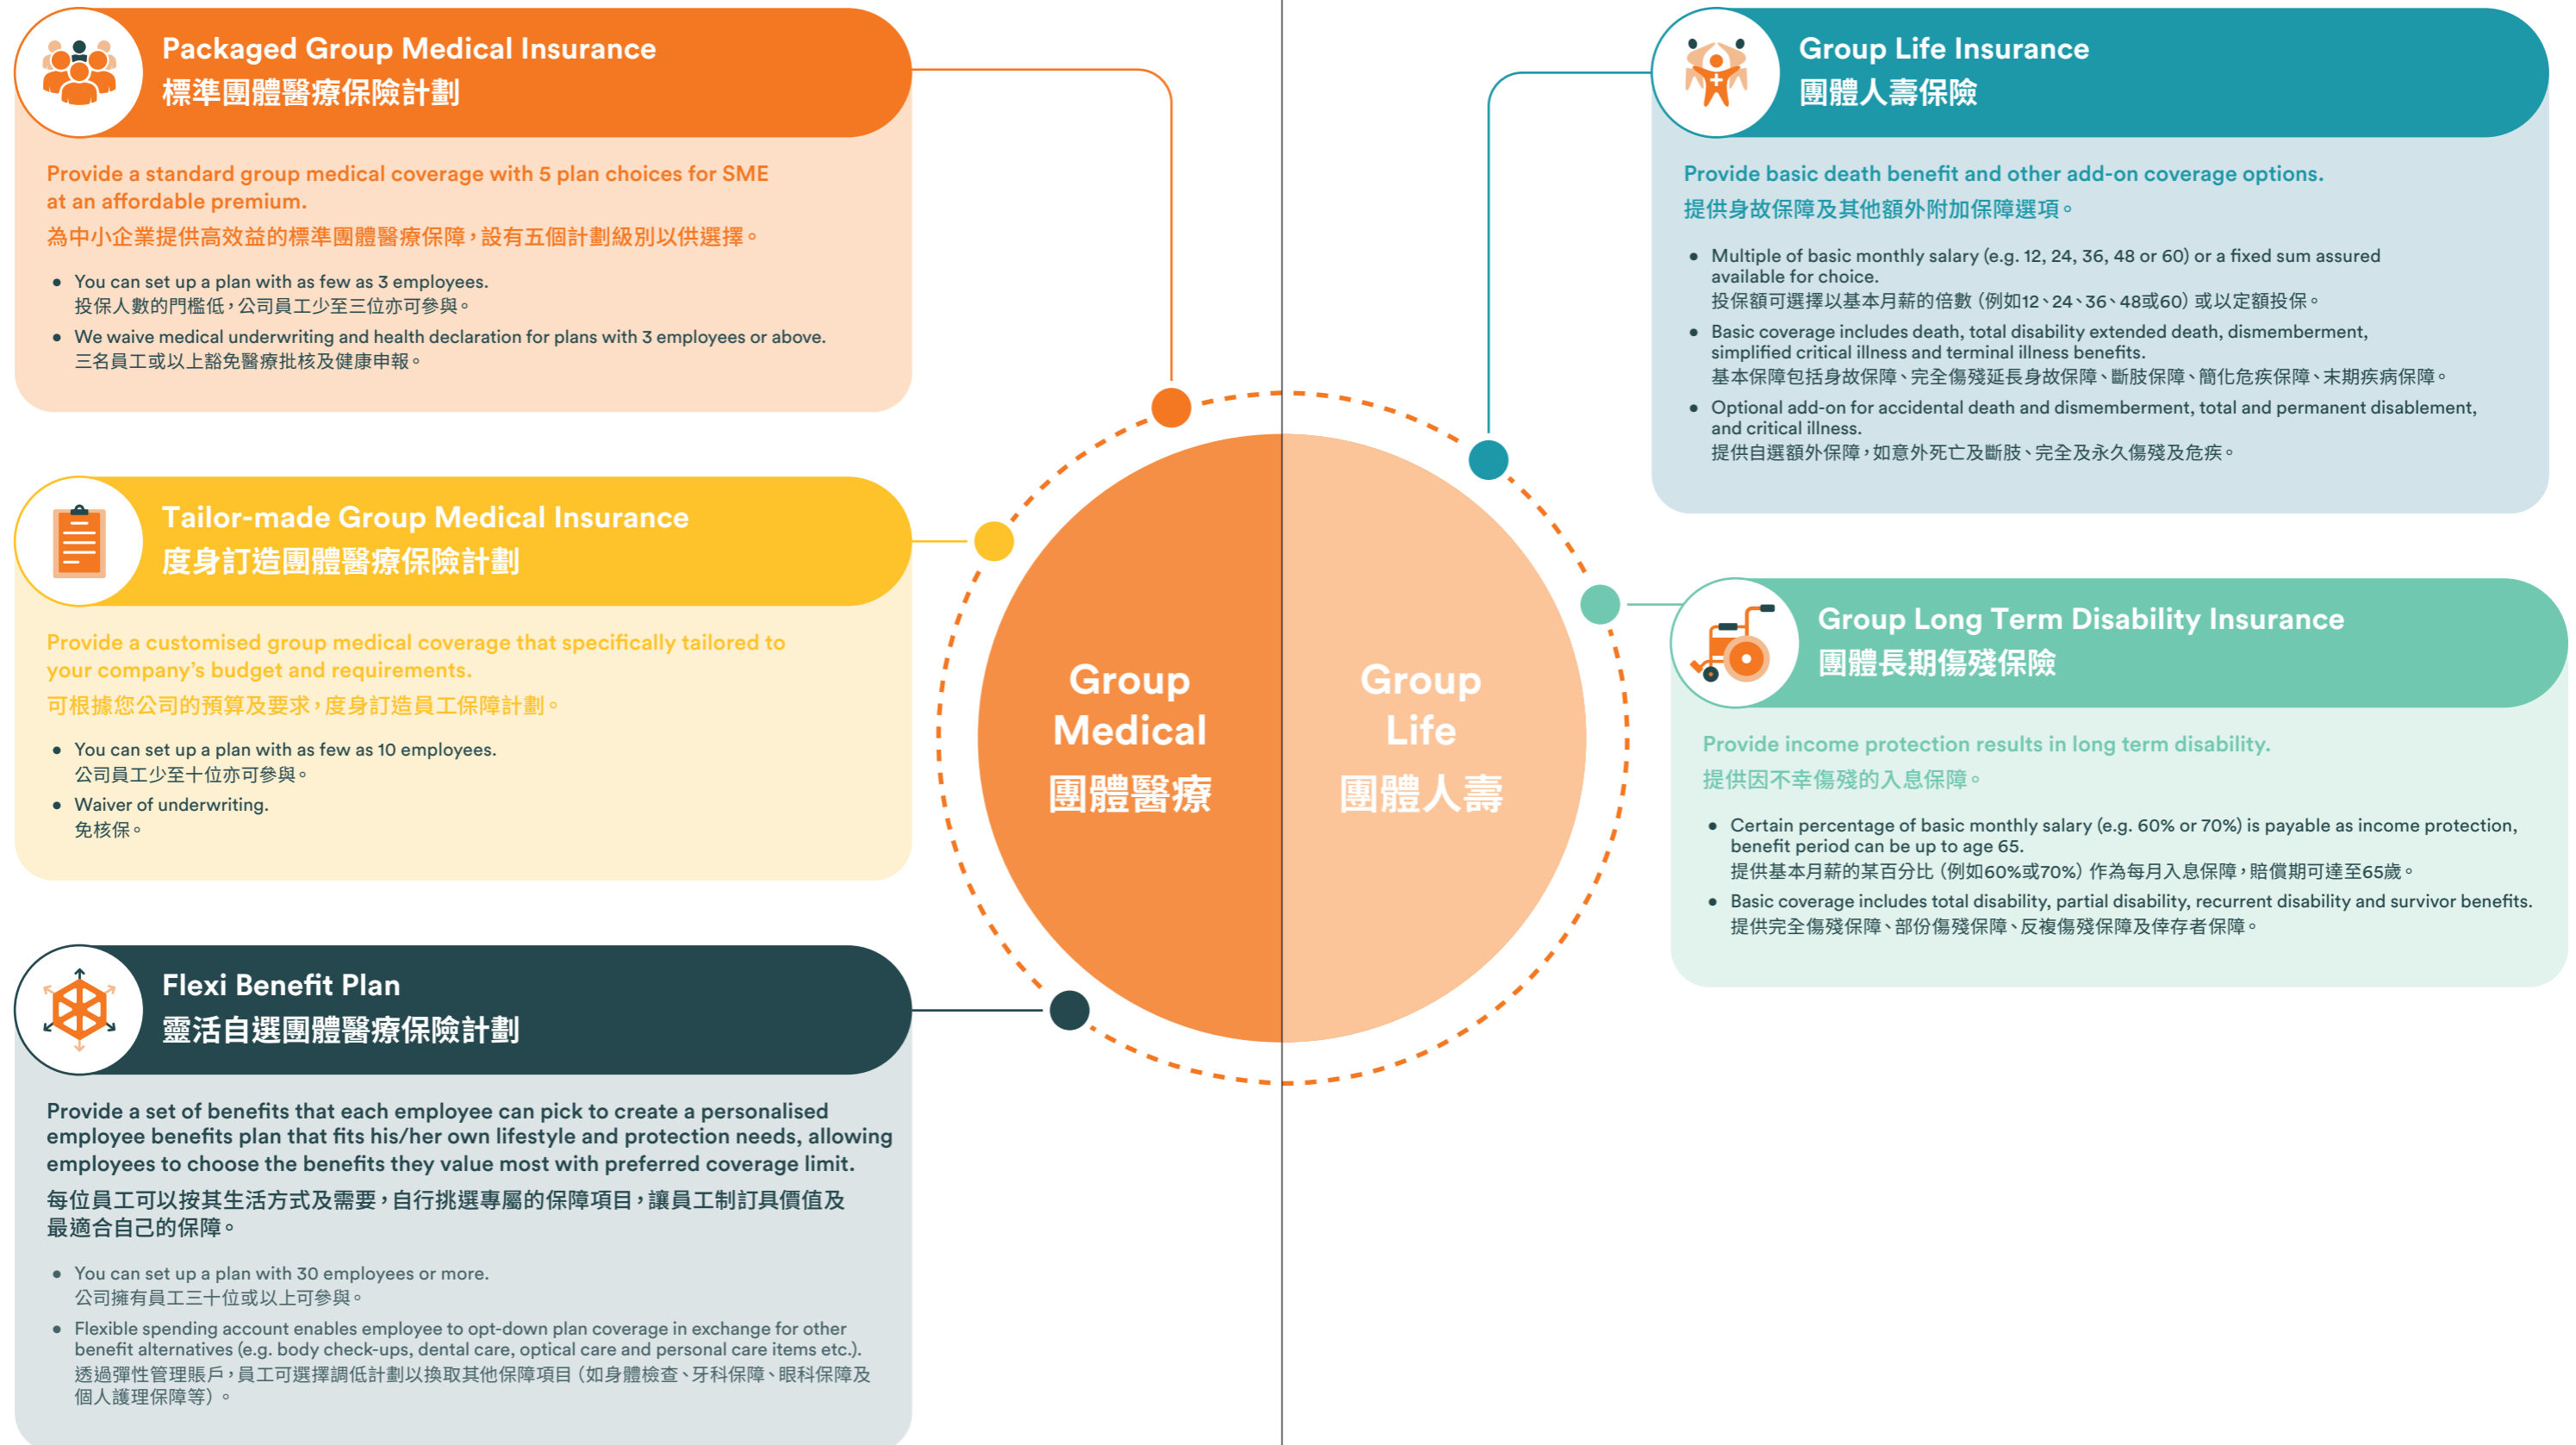 Packaged Group Medical Insurance
標準團體醫療保險計劃
Provide a standard group medical coverage with 5 plan choices for SME
at an affordable premium.
為中小企業提供高效益的標準團體醫療保障，設有五個計劃級別以供選擇。
• You can set up a plan with as few as 3 employees.
投保人數的門檻低，公司員工少至三位亦可參與。
• We waive medical underwriting and health declaration for plans with 3 employees or above.
三名員工或以上豁免醫療批核及健康申報。
Tailor-made Group Medical Insurance
度身訂造團體醫療保險計劃
Provide a customised group medical coverage that specifically tailored to
your company's budget and requirements.
可根據您公司的預算及要求，度身訂造員工保障計劃。
• You can set up a plan with as few as 10 employees.
公司員工少至十位亦可參與。
• Waiver of underwriting.
免核保。
Flexi Benefit Plan
靈活自選團體醫療保險計劃
Provide a set of benefits that each employee can pick to create a personalised
employee benefits plan that fits his/her own lifestyle and protection needs, allowing
employees to choose the benefits they value most with preferred coverage limit.
每位員工可以按其生活方式及需要，自行挑選專屬的保障項目，讓員工制訂具價值及
最適合自己的保障。
• You can set up a plan with 30 employees or more.
公司擁有員工三十位或以上可參與。
• Flexible spending account enables employee to opt-down plan coverage in exchange for other
benefit alternatives (e.g. body check-ups, dental care, optical care and personal care items etc.).
透過彈性管理賬戶，員工可選擇調低計劃以換取其他保障項目（如身體檢查、牙科保障、眼科保障及
個人護理保障等）。
Group
Medical
團體醫療
Group
Life
團體人壽
Group Life Insurance
團體人壽保險
Provide basic death benefit and other add-on coverage options.
提供身故保障及其他額外附加保障選項。
• Multiple of basic monthly salary (e.g. 12, 24, 36, 48 or 60) or a fixed sum assured
available for choice.
投保額可選擇以基本月薪的倍數（例如12、24、36、48或60）或以定額投保。
• Basic coverage includes death, total disability extended death, dismemberment,
simplified critical illness and terminal illness benefits.
基本保障包括身故保障、完全傷殘延長身故保障、斷肢保障、簡化危疾保障、末期疾病保障。
• Optional add-on for accidental death and dismemberment, total and permanent disablement,
and critical illness.
提供自選額外保障，如意外死亡及斷肢、完全及永久傷殘及危疾。
Group Long Term Disability Insurance
團體長期傷殘保險
Provide income protection results in long term disability.
提供因不幸傷殘的入息保障。
• Certain percentage of basic monthly salary (e.g. 60% or 70%) is payable as income protection,
benefit period can be up to age 65.
提供基本月薪的某百分比（例如60%或70%）作為每月入息保障，賠償期可達至65歲。
• Basic coverage includes total disability, partial disability, recurrent disability and survivor benefits.
提供完全傷殘保障、部份傷殘保障、反複傷殘保障及倖存者保障。